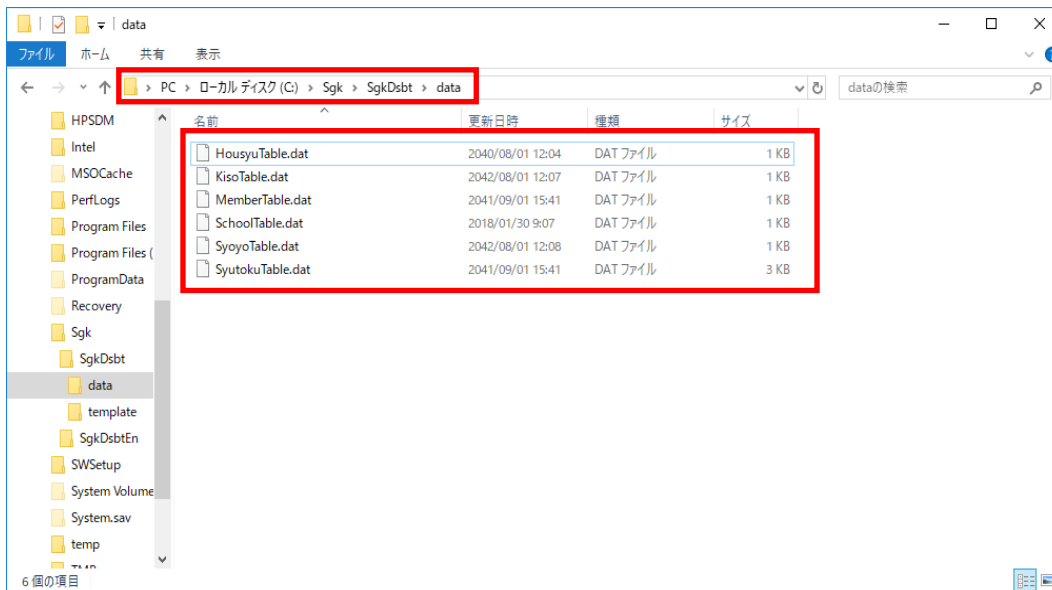 data
ファイル ホーム 共有 表示
PC › ローカル ディスク (C:) › Sgk › SgkDsbt › data
dataの検索
名前 更新日時 種類 サイズ
HPSDM
Intel
MSOCache
PerfLogs
Program Files
Program Files (
ProgramData
Recovery
Sgk
SgkDsbt
data
template
SgkDsbtEn
SWSetup
System Volume
System.sav
temp
HousyuTable.dat 2040/08/01 12:04 DAT ファイル 1 KB
KisoTable.dat 2042/08/01 12:07 DAT ファイル 1 KB
MemberTable.dat 2041/09/01 15:41 DAT ファイル 1 KB
SchoolTable.dat 2018/01/30 9:07 DAT ファイル 1 KB
SyoyoTable.dat 2042/08/01 12:08 DAT ファイル 1 KB
SyutokuTable.dat 2041/09/01 15:41 DAT ファイル 3 KB
6 個の項目